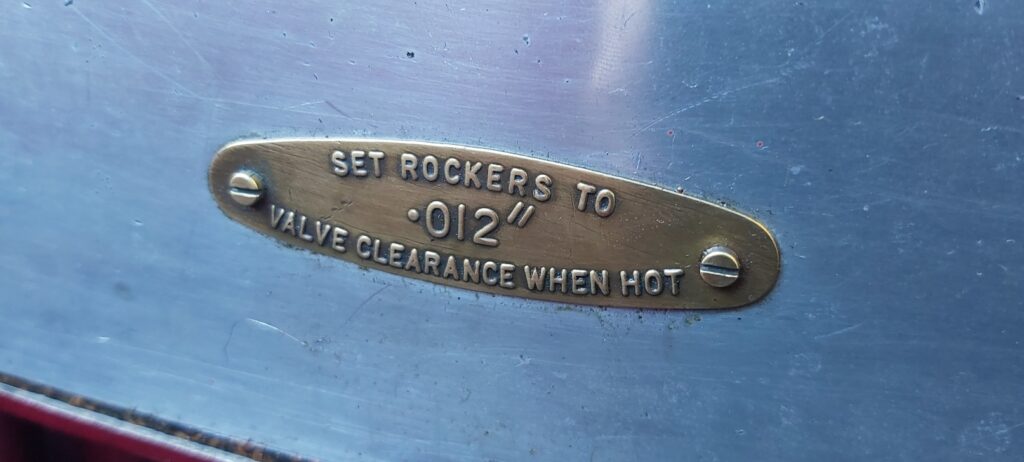 SET ROCKERS TO
·012"
VALVE CLEARANCE WHEN HOT